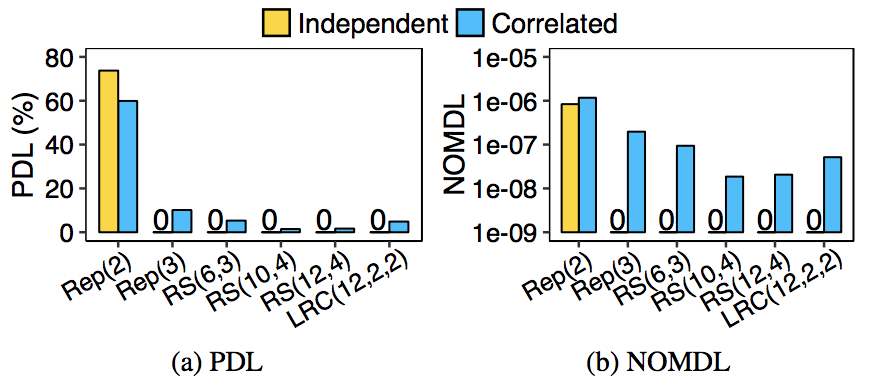 Independent Correlated
PDL (%)
80
60
40
20
0
0 0 0 0 0
Rep(2) Rep(3) RS(6,3) RS(10,4) RS(12,4) LRC(12,2,2)
(a) PDL
NOMDL
1e-05
1e-06
1e-07
1e-08
1e-09
0 0 0 0 0
Rep(2) Rep(3) RS(6,3) RS(10,4) RS(12,4) LRC(12,2,2)
(b) NOMDL